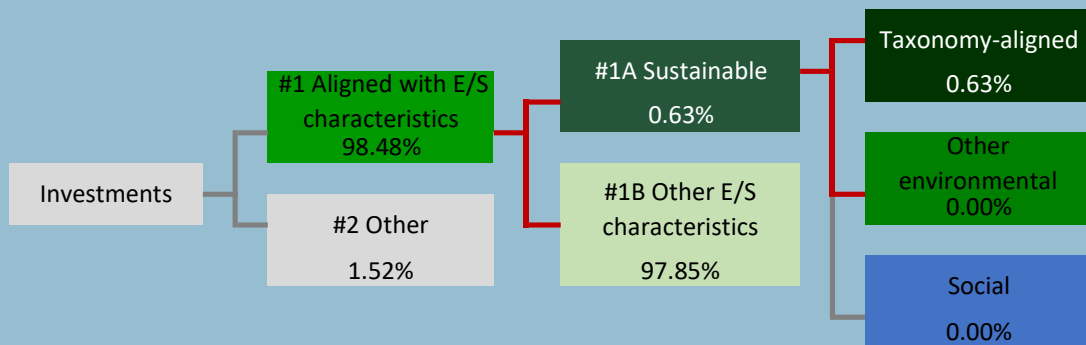 Investments
#1 Aligned with E/S
characteristics
98.48%
#2 Other
1.52%
#1A Sustainable
0.63%
#1B Other E/S
characteristics
97.85%
Taxonomy-aligned
0.63%
Other
environmental
0.00%
Social
0.00%